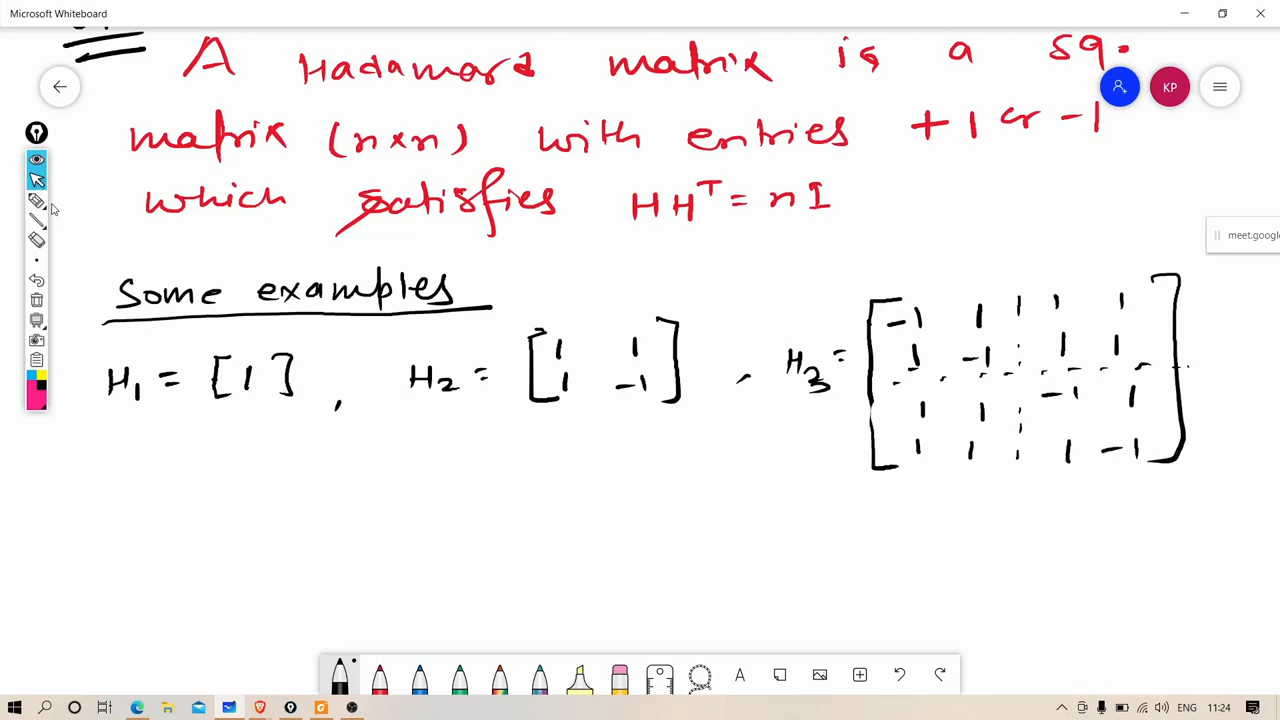 Microsoft Whiteboard
A Hadamard matrix is a sq.
matrix (n×n) with entries +1 or -1
which satisfies HHᵀ = nI
KP
meet.google
Some examples
H₁ = [1] , H₂ = [1 1 , H₃ = [-1 1 1 1
1 -1] 1 -1 1 1
1 1 -1 1
1 1 1 -1]
A
ENG 11:24